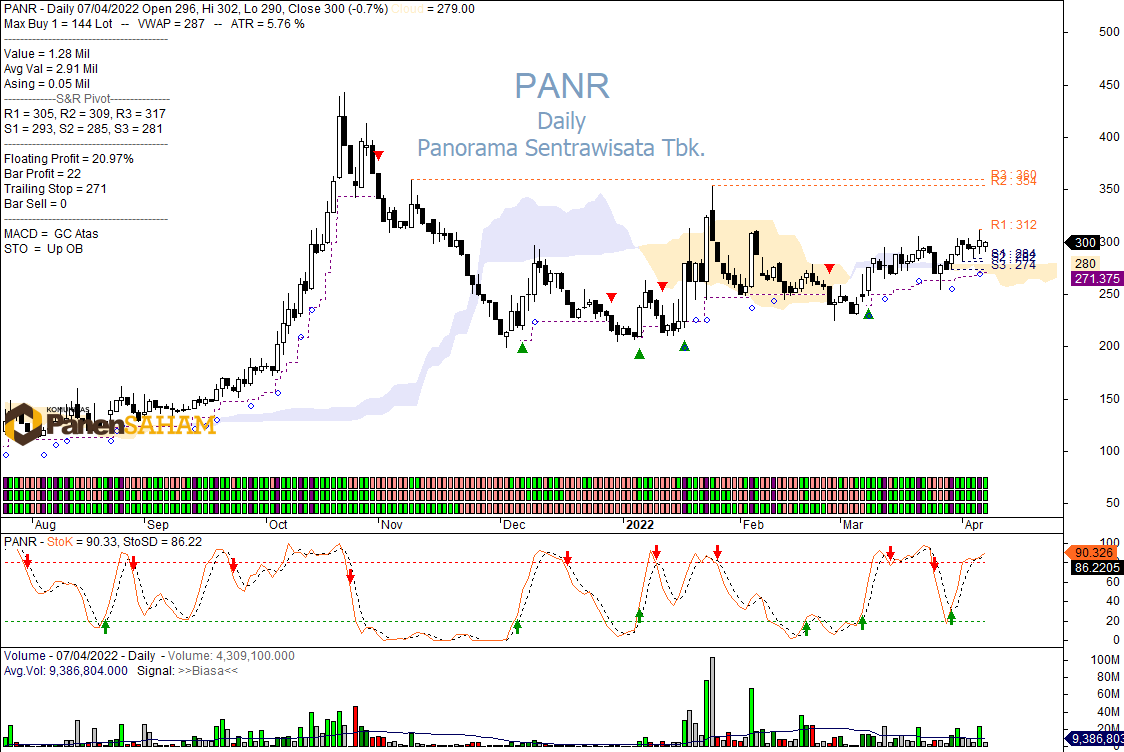 PANR - Daily 07/04/2022 Open 296, Hi 302, Lo 290, Close 300 (-0.7%) Cloud = 279.00
Max Buy 1 = 144 Lot -- VWAP = 287 -- ATR = 5.76 %
Value = 1.28 Mil
Avg Val = 2.91 Mil
Asing = 0.05 Mil
-------------S&R Pivot---------------
R1 = 305, R2 = 309, R3 = 317
S1 = 293, S2 = 285, S3 = 281
Floating Profit = 20.97%
Bar Profit = 22
Trailing Stop = 271
Bar Sell = 0
MACD = GC Atas
STO = Up OB
PANR
Daily
Panorama Sentrawisata Tbk.
R3 : 360
R2 : 354
R1 : 312
S3 : 274
500
450
400
350
300
300
280
271.375
250
200
150
100
50
KOMUNITAS
PanenSAHAM
Aug Sep Oct Nov Dec 2022 Feb Mar Apr
PANR - StoK = 90.33, StoSD = 86.22
100
90.326
86.2205
60
40
20
0
Volume - 07/04/2022 - Daily - Volume: 4,309,100.000
Avg.Vol: 9,386,804.000 Signal: >>Biasa<<
100M
80M
60M
40M
20M
9,386,803